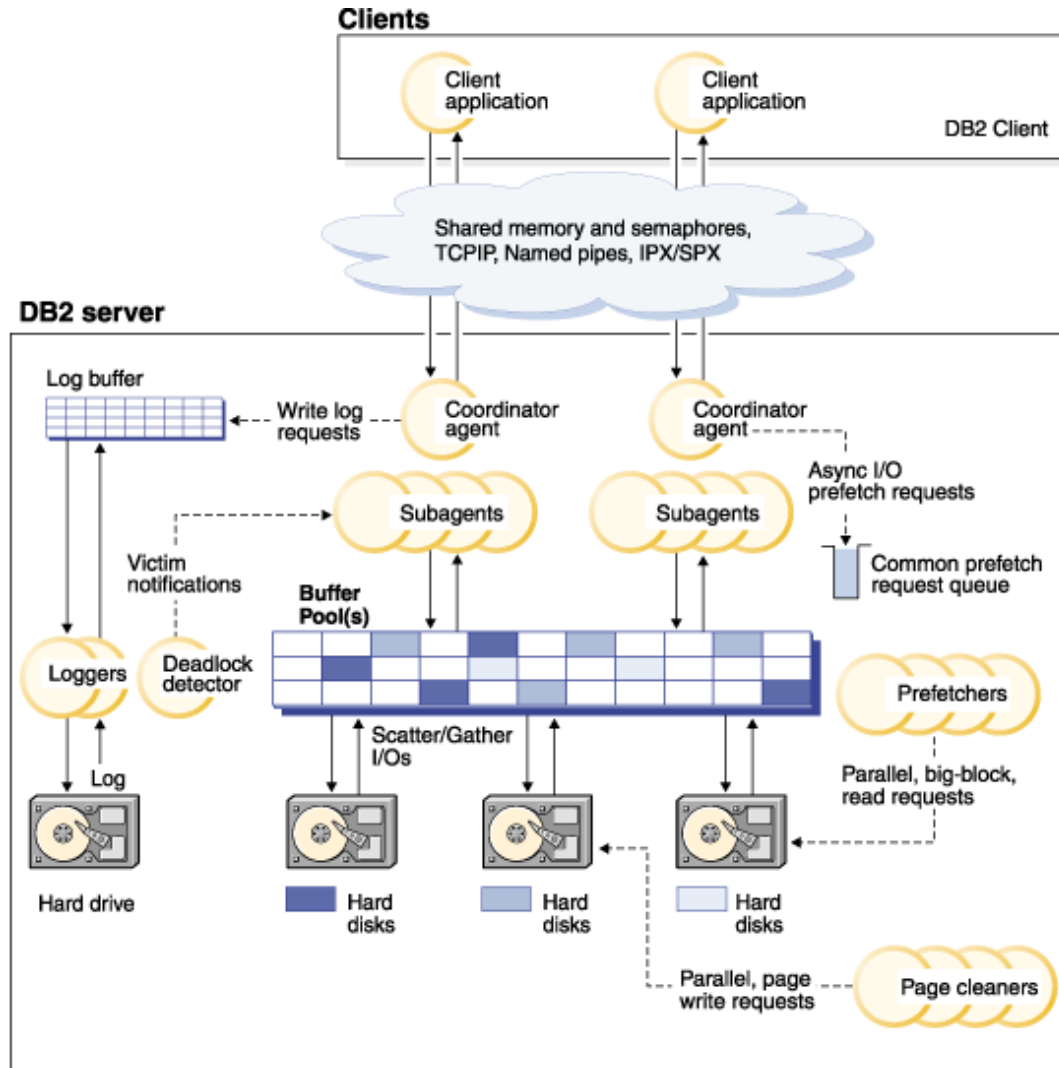 Clients
Client
application
Client
application
DB2 Client
Shared memory and semaphores,
TCPIP, Named pipes, IPX/SPX
DB2 server
Log buffer
Write log
requests
Coordinator
agent
Coordinator
agent
Async I/O
prefetch requests
Subagents
Subagents
Victim
notifications
Common prefetch
request queue
Buffer
Pool(s)
Loggers
Deadlock
detector
Prefetchers
Scatter/Gather
I/Os
Log
Parallel, big-block,
read requests
Hard drive
Hard
disks
Hard
disks
Hard
disks
Parallel, page
write requests
Page cleaners